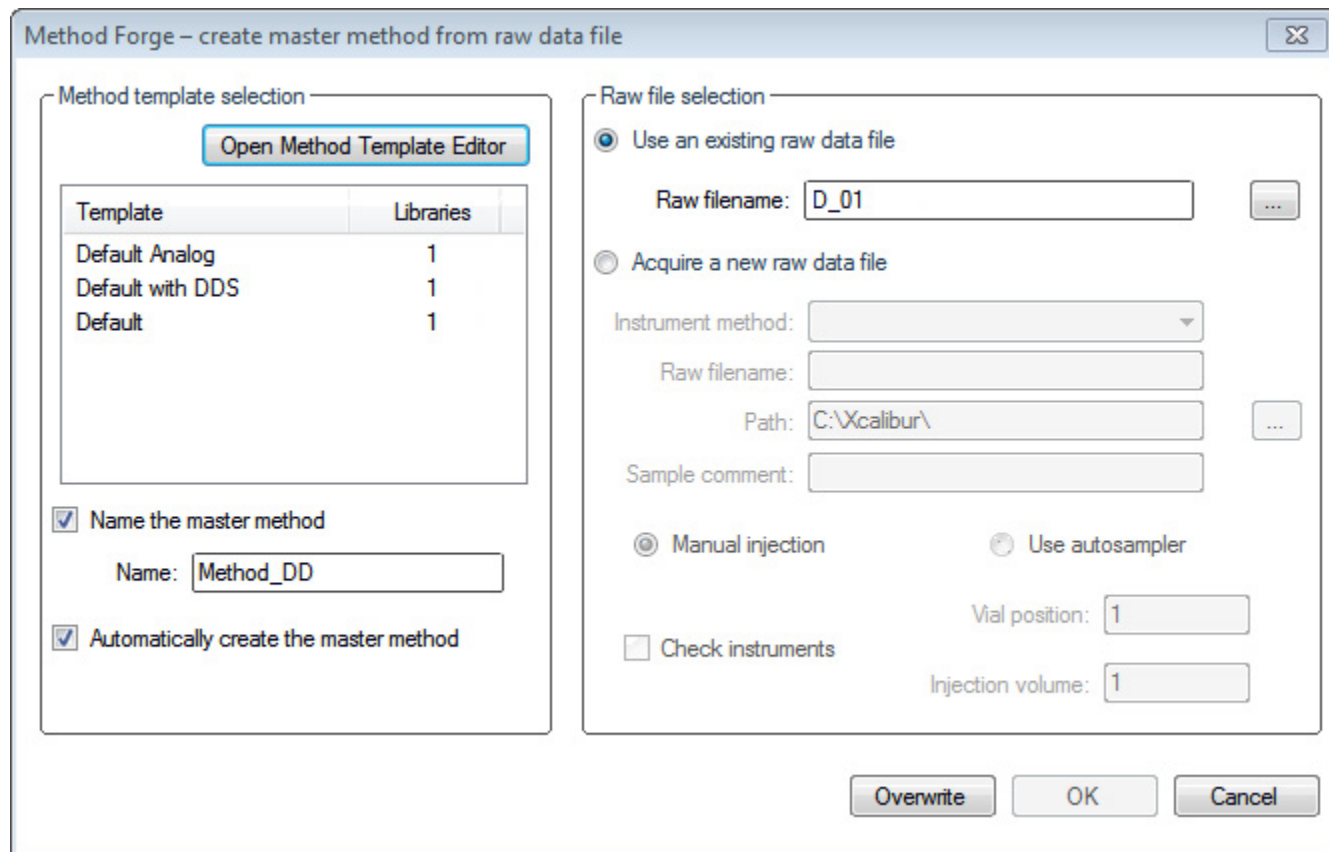 Method Forge – create master method from raw data file
Method template selection
Open Method Template Editor
Template Libraries
Default Analog 1
Default with DDS 1
Default 1
Name the master method
Name: Method_DD
Automatically create the master method
Raw file selection
Use an existing raw data file
Raw filename: D_01 ...
Acquire a new raw data file
Instrument method:
Raw filename:
Path: C:\Xcalibur\ ...
Sample comment:
Manual injection Use autosampler
Vial position: 1
Check instruments
Injection volume: 1
Overwrite OK Cancel